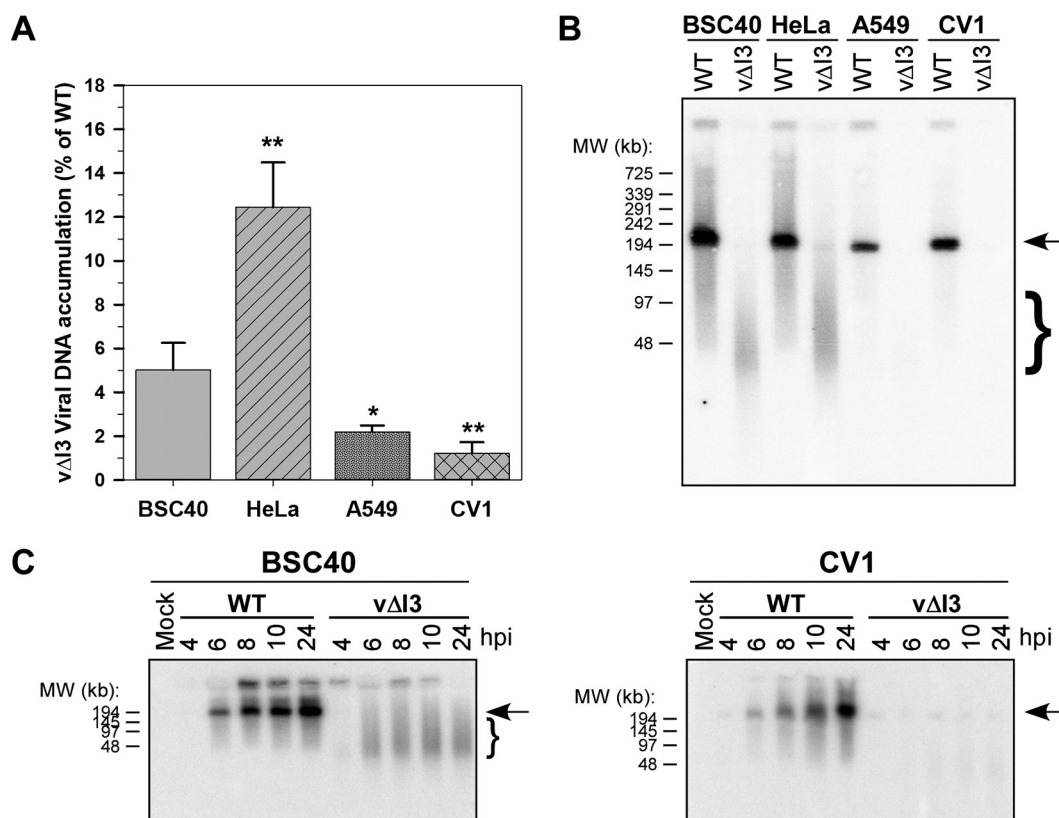 A
vΔI3 Viral DNA accumulation (% of WT)
18
16
14
12
10
8
6
4
2
0
**
*
**
BSC40 HeLa A549 CV1
B
BSC40 HeLa A549 CV1
WT vΔI3 WT vΔI3 WT vΔI3 WT vΔI3
MW (kb):
725
339
291
242
194
145
97
48
}
C
BSC40
WT vΔI3
Mock 4 6 8 10 24 4 6 8 10 24 hpi
MW (kb):
194
145
97
48
}
CV1
WT vΔI3
Mock 4 6 8 10 24 4 6 8 10 24 hpi
MW (kb):
194
145
97
48